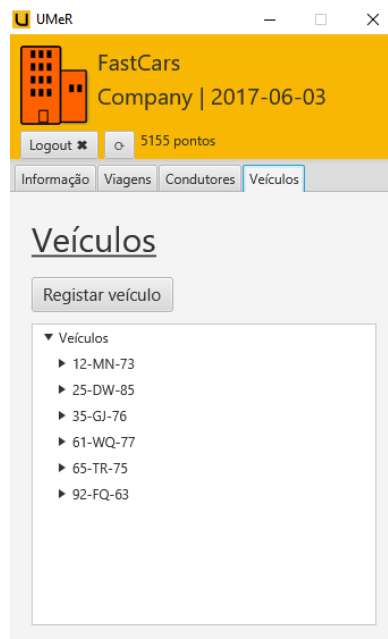 UMeR
FastCars
Company | 2017-06-03
Logout ✖ ⟳ 5155 pontos
Informação Viagens Condutores Veículos
Veículos
Registar veículo
Veículos
12-MN-73
25-DW-85
35-GJ-76
61-WQ-77
65-TR-75
92-FQ-63